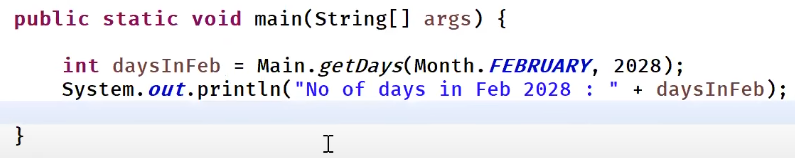 public static void main(String[] args) {
int daysInFeb = Main.getDays(Month.FEBRUARY, 2028);
System.out.println("No of days in Feb 2028 : " + daysInFeb);
}